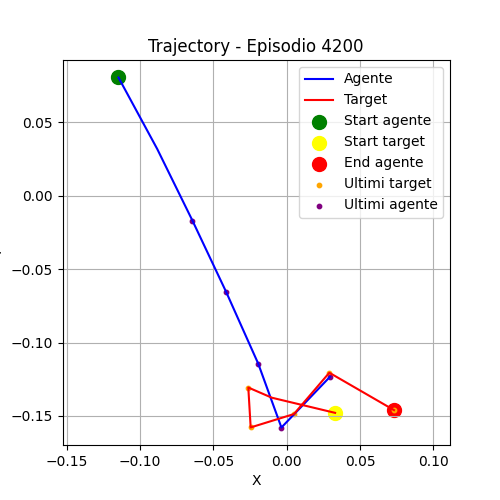 Trajectory - Episodio 4200
Agente
Target
Start agente
Start target
End agente
Ultimi target
Ultimi agente
0.05
0.00
−0.05
−0.10
−0.15
−0.15
−0.10
−0.05
0.00
0.05
0.10
X